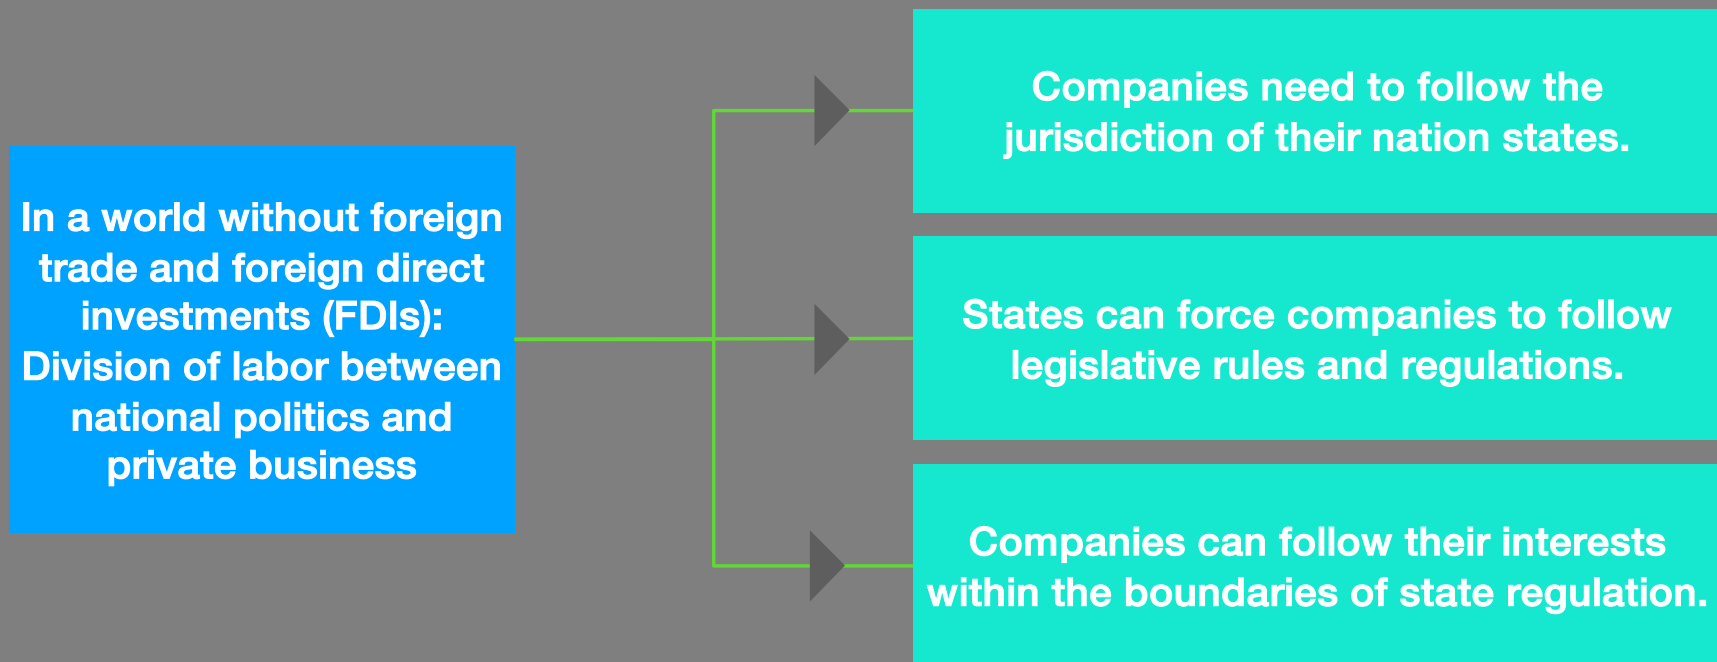 In a world without foreign
trade and foreign direct
investments (FDIs):
Division of labor between
national politics and
private business
Companies need to follow the
jurisdiction of their nation states.
States can force companies to follow
legislative rules and regulations.
Companies can follow their interests
within the boundaries of state regulation.